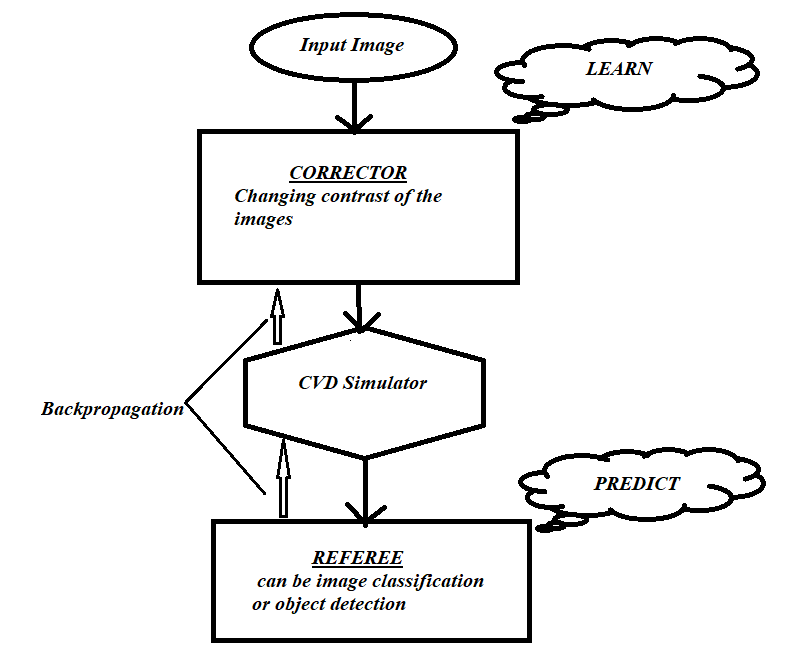 Input Image
LEARN
CORRECTOR
Changing contrast of the
images
CVD Simulator
Backpropagation
PREDICT
REFEREE
can be image classification
or object detection